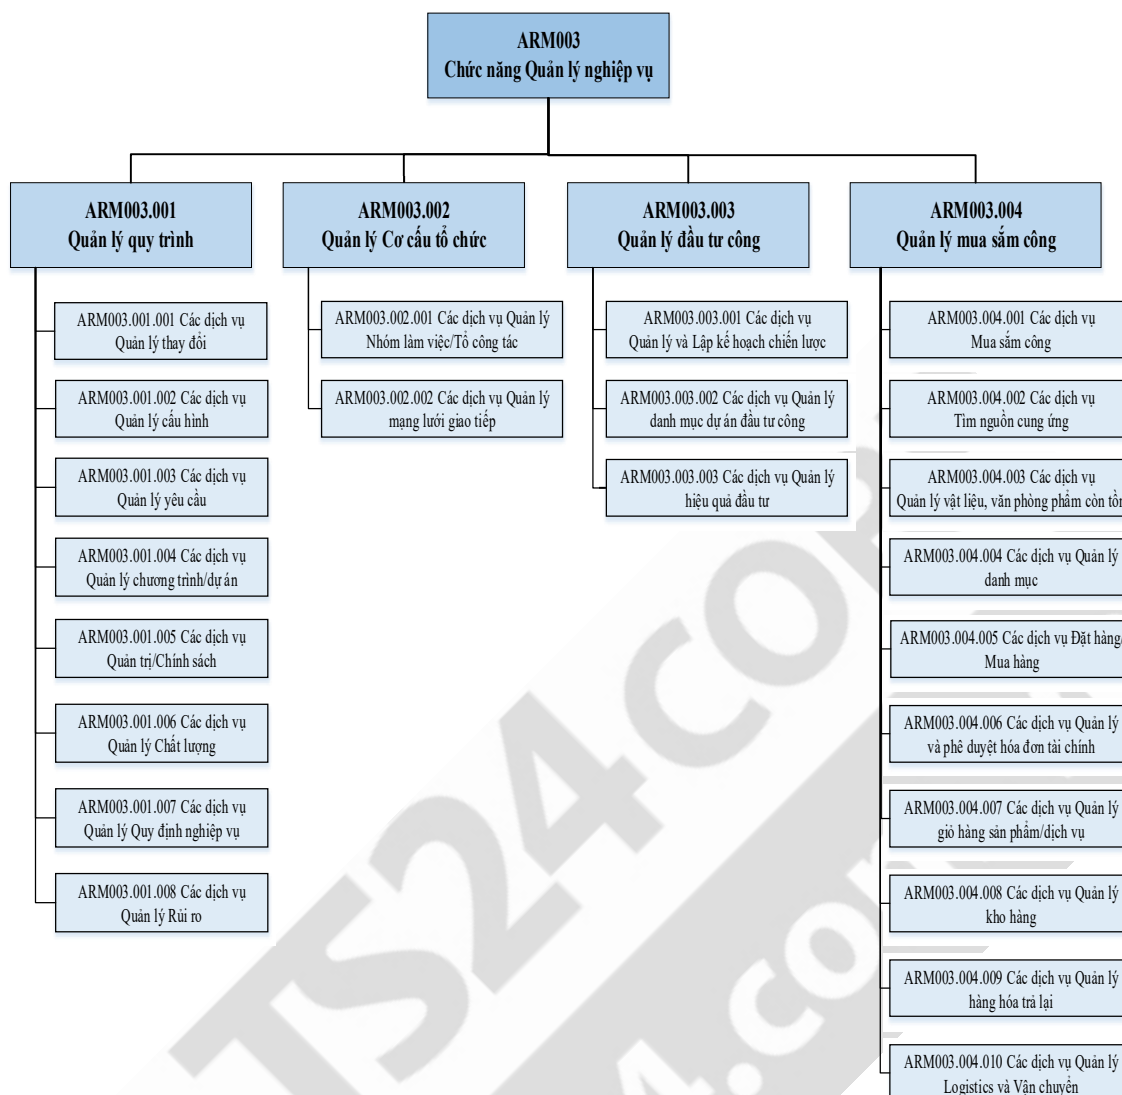 ARM003
Chức năng Quản lý nghiệp vụ
ARM003.001
Quản lý quy trình
ARM003.001.001 Các dịch vụ
Quản lý thay đổi
ARM003.001.002 Các dịch vụ
Quản lý cấu hình
ARM003.001.003 Các dịch vụ
Quản lý yêu cầu
ARM003.001.004 Các dịch vụ
Quản lý chương trình/dự án
ARM003.001.005 Các dịch vụ
Quản trị/Chính sách
ARM003.001.006 Các dịch vụ
Quản lý Chất lượng
ARM003.001.007 Các dịch vụ
Quản lý Quy định nghiệp vụ
ARM003.001.008 Các dịch vụ
Quản lý Rủi ro
ARM003.002
Quản lý Cơ cấu tổ chức
ARM003.002.001 Các dịch vụ Quản lý
Nhóm làm việc/Tổ công tác
ARM003.002.002 Các dịch vụ Quản lý
mạng lưới giao tiếp
ARM003.003
Quản lý đầu tư công
ARM003.003.001 Các dịch vụ
Quản lý và Lập kế hoạch chiến lược
ARM003.003.002 Các dịch vụ Quản lý
danh mục dự án đầu tư công
ARM003.003.003 Các dịch vụ Quản lý
hiệu quả đầu tư
ARM003.004
Quản lý mua sắm công
ARM003.004.001 Các dịch vụ
Mua sắm công
ARM003.004.002 Các dịch vụ
Tìm nguồn cung ứng
ARM003.004.003 Các dịch vụ
Quản lý vật liệu, văn phòng phẩm còn tồn
ARM003.004.004 Các dịch vụ Quản lý
danh mục
ARM003.004.005 Các dịch vụ Đặt hàng/
Mua hàng
ARM003.004.006 Các dịch vụ Quản lý
và phê duyệt hóa đơn tài chính
ARM003.004.007 Các dịch vụ Quản lý
giỏ hàng sản phẩm/dịch vụ
ARM003.004.008 Các dịch vụ Quản lý
kho hàng
ARM003.004.009 Các dịch vụ Quản lý
hàng hóa trả lại
ARM003.004.010 Các dịch vụ Quản lý
Logistics và Vận chuyển